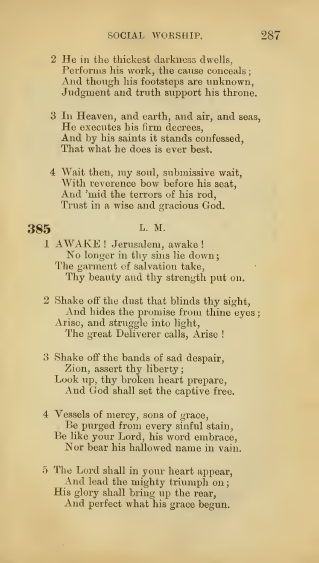 SOCIAL WORSHIP. 287
2 He in the thickest darkness dwells,
Performs his work, the cause conceals;
And though his footsteps are unknown,
Judgment and truth support his throne.
3 In Heaven, and earth, and air, and seas,
He executes his firm decrees,
And by his saints it stands confessed,
That what he does is ever best.
4 Wait then, my soul, submissive wait,
With reverence bow before his seat,
And 'mid the terrors of his rod,
Trust in a wise and gracious God.
385 L. M.
1 AWAKE! Jerusalem, awake!
No longer in thy sins lie down;
The garment of salvation take,
Thy beauty and thy strength put on.
2 Shake off the dust that blinds thy sight,
And hides the promise from thine eyes;
Arise, and struggle into light,
The great Deliverer calls, Arise!
3 Shake off the bands of sad despair,
Zion, assert thy liberty;
Look up, thy broken heart prepare,
And God shall set the captive free.
4 Vessels of mercy, sons of grace,
Be purged from every sinful stain,
Be like your Lord, his word embrace,
Nor bear his hallowed name in vain.
5 The Lord shall in your heart appear,
And lead the mighty triumph on;
His glory shall bring up the rear,
And perfect what his grace begun.